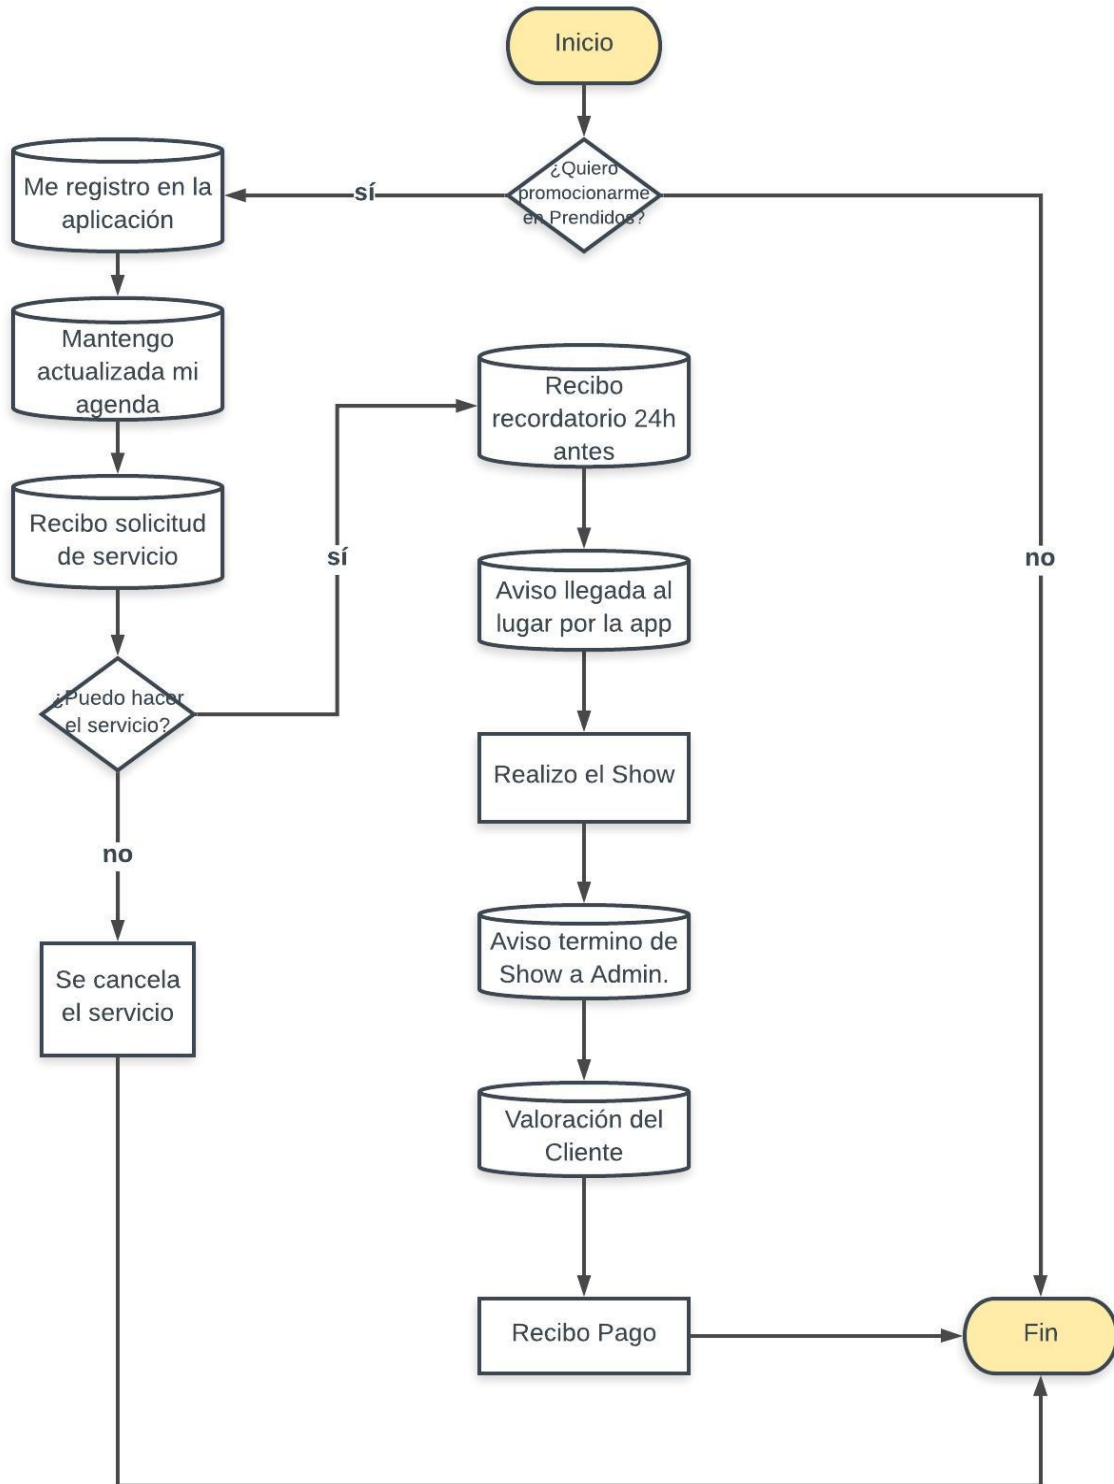 Inicio
¿Quiero
promocionarme
en Prendidos?
sí
no
Me registro en la
aplicación
Mantengo
actualizada mi
agenda
Recibo solicitud
de servicio
¿Puedo hacer
el servicio?
sí
no
Se cancela
el servicio
Recibo
recordatorio 24h
antes
Aviso llegada al
lugar por la app
Realizo el Show
Aviso termino de
Show a Admin.
Valoración del
Cliente
Recibo Pago
Fin